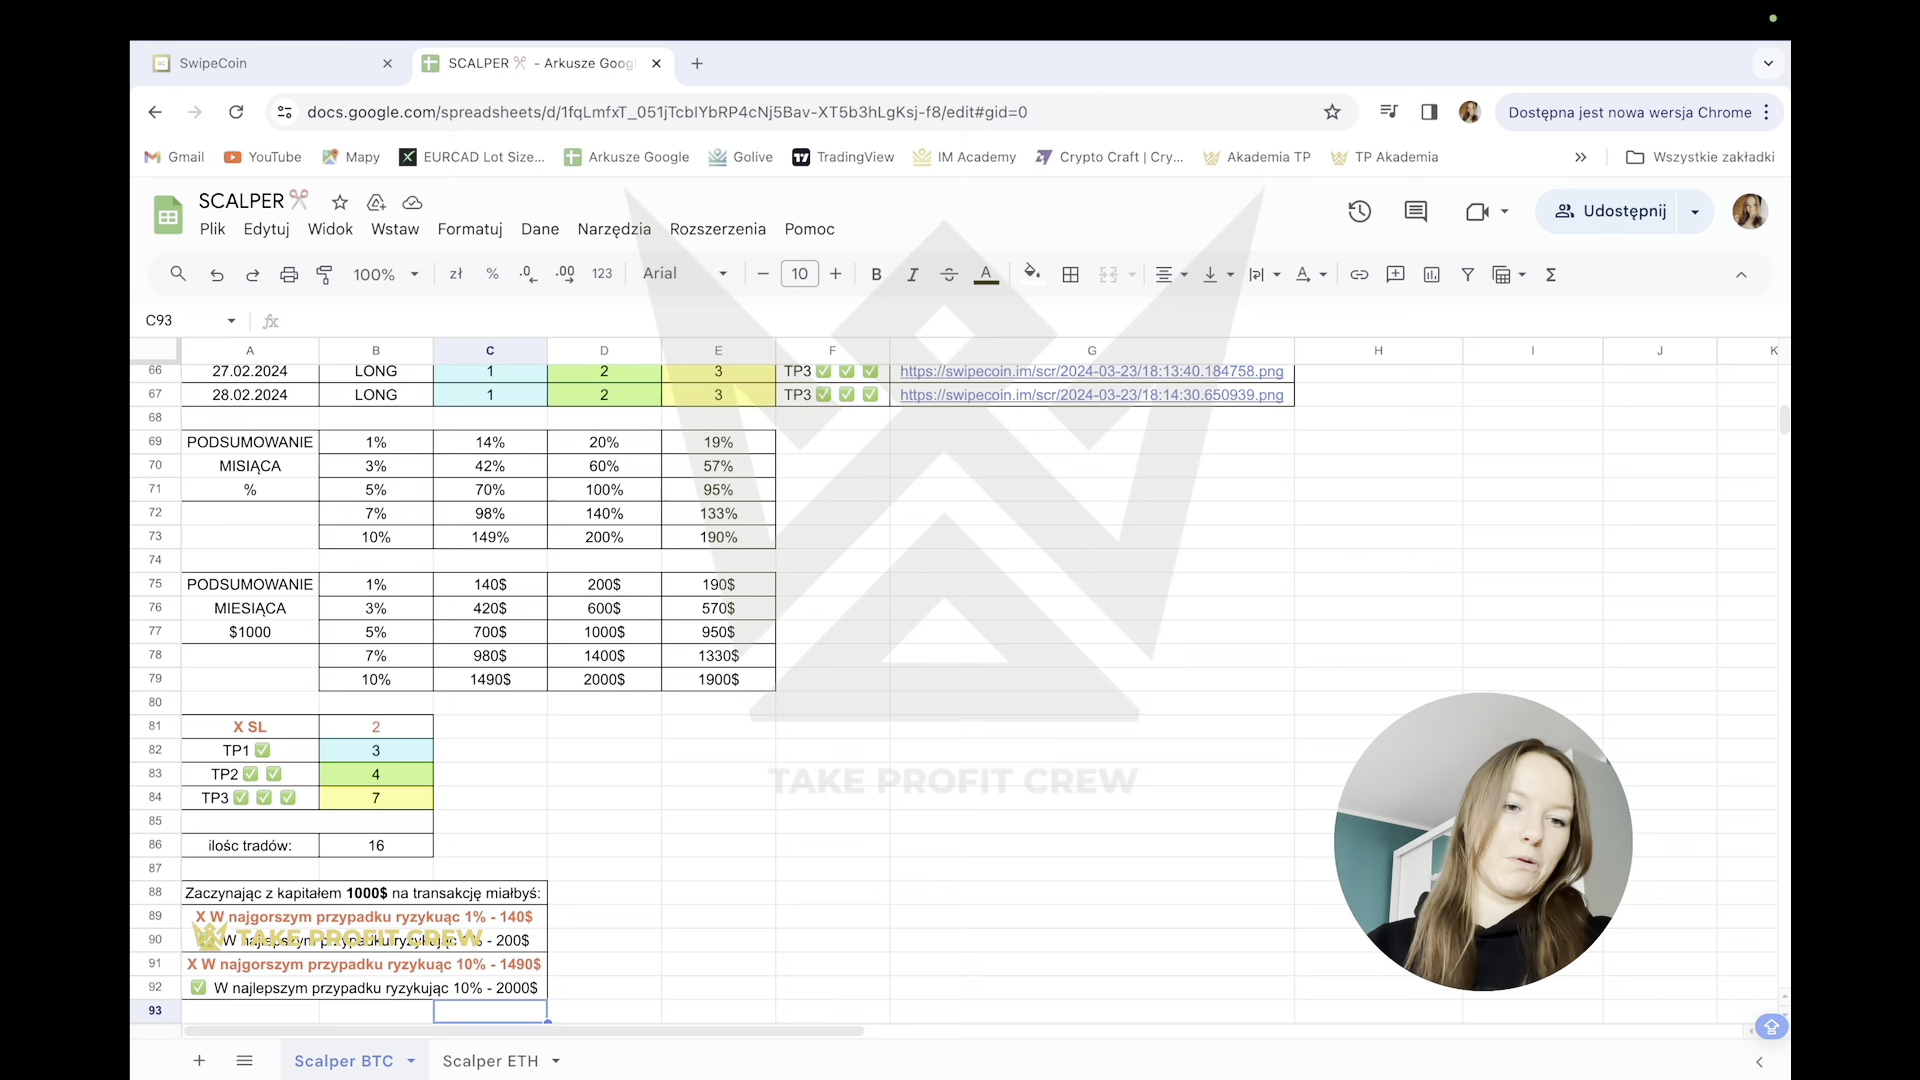 SwipeCoin
SCALPER✂️ - Arkusze Goog
docs.google.com/spreadsheets/d/1fqLmfxT_051jTcblYbRP4cNj5Bav-XT5b3hLgKsj-f8/edit#gid=0
Dostępna jest nowa wersja Chrome
Gmail YouTube Mapy EURCAD Lot Size... Arkusze Google Golive TradingView IM Academy Crypto Craft | Cry... Akademia TP TP Akademia » Wszystkie zakładki
SCALPER✂️
Udostępnij
Plik Edytuj Widok Wstaw Formatuj Dane Narzędzia Rozszerzenia Pomoc
100% zł % .0 .00 123 Arial 10 B I A Σ
C93 fx
A B C D E F G H I J K
66 27.02.2024 LONG 1 2 3 TP3 ✅ ✅ ✅ https://swipecoin.im/scr/2024-03-23/18:13:40.184758.png
67 28.02.2024 LONG 1 2 3 TP3 ✅ ✅ ✅ https://swipecoin.im/scr/2024-03-23/18:14:30.650939.png
68
69 PODSUMOWANIE 1% 14% 20% 19%
70 MISIĄCA 3% 42% 60% 57%
71 % 5% 70% 100% 95%
72 7% 98% 140% 133%
73 10% 149% 200% 190%
74
75 PODSUMOWANIE 1% 140$ 200$ 190$
76 MIESIĄCA 3% 420$ 600$ 570$
77 $1000 5% 700$ 1000$ 950$
78 7% 980$ 1400$ 1330$
79 10% 1490$ 2000$ 1900$
80
81 X SL 2
82 TP1 ✅ 3
TAKE PROFIT CREW
83 TP2 ✅ ✅ 4
84 TP3 ✅ ✅ ✅ 7
85
86 ilośc tradów: 16
87
88 Zaczynając z kapitałem 1000$ na transakcję miałbyś:
89 X W najgorszym przypadku ryzykuąc 1% - 140$
90 ✅ W najlepszym przypadku ryzykując 1% - 200$
TAKE PROFIT CREW
91 X W najgorszym przypadku ryzykuąc 10% - 1490$
92 ✅ W najlepszym przypadku ryzykując 10% - 2000$
93
Scalper BTC Scalper ETH